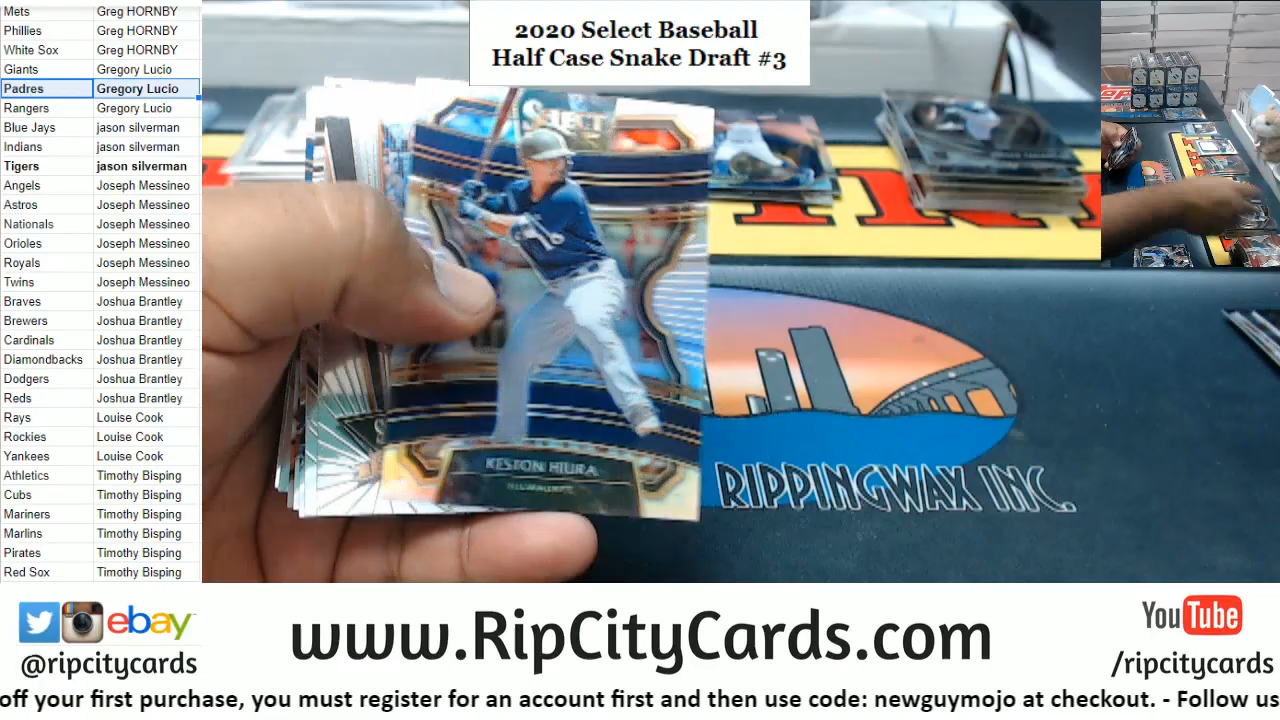 Mets Greg HORNBY
Phillies Greg HORNBY
White Sox Greg HORNBY
Giants Gregory Lucio
Padres Gregory Lucio
Rangers Gregory Lucio
Blue Jays jason silverman
Indians jason silverman
Tigers jason silverman
Angels Joseph Messineo
Astros Joseph Messineo
Nationals Joseph Messineo
Orioles Joseph Messineo
Royals Joseph Messineo
Twins Joseph Messineo
Braves Joshua Brantley
Brewers Joshua Brantley
Cardinals Joshua Brantley
Diamondbacks Joshua Brantley
Dodgers Joshua Brantley
Reds Joshua Brantley
Rays Louise Cook
Rockies Louise Cook
Yankees Louise Cook
Athletics Timothy Bisping
Cubs Timothy Bisping
Mariners Timothy Bisping
Marlins Timothy Bisping
Pirates Timothy Bisping
Red Sox Timothy Bisping
2020 Select Baseball
Half Case Snake Draft #3
SELECT
KESTON HIURA
MILWAUKEE
RIPPINGWAX INC.
ebay
@ripcitycards
www.RipCityCards.com
YouTube
/ripcitycards
off your first purchase, you must register for an account first and then use code: newguymojo at checkout. - Follow us